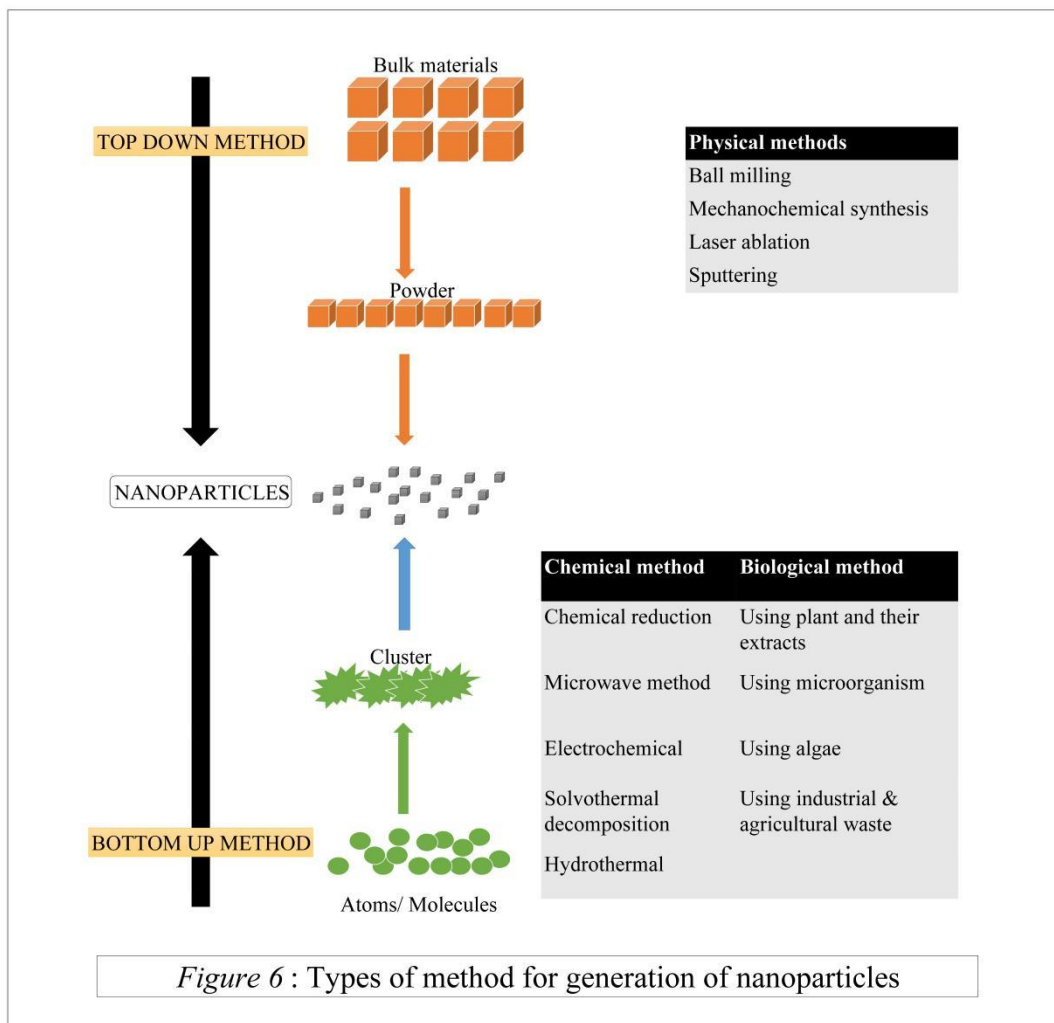 Bulk materials
TOP DOWN METHOD
Physical methods
Ball milling
Mechanochemical synthesis
Laser ablation
Sputtering
Powder
NANOPARTICLES
Chemical method
Biological method
Chemical reduction
Using plant and their
extracts
Microwave method
Using microorganism
Electrochemical
Using algae
Solvothermal
decomposition
Using industrial &
agricultural waste
Hydrothermal
Cluster
BOTTOM UP METHOD
Atoms/ Molecules
Figure 6 : Types of method for generation of nanoparticles